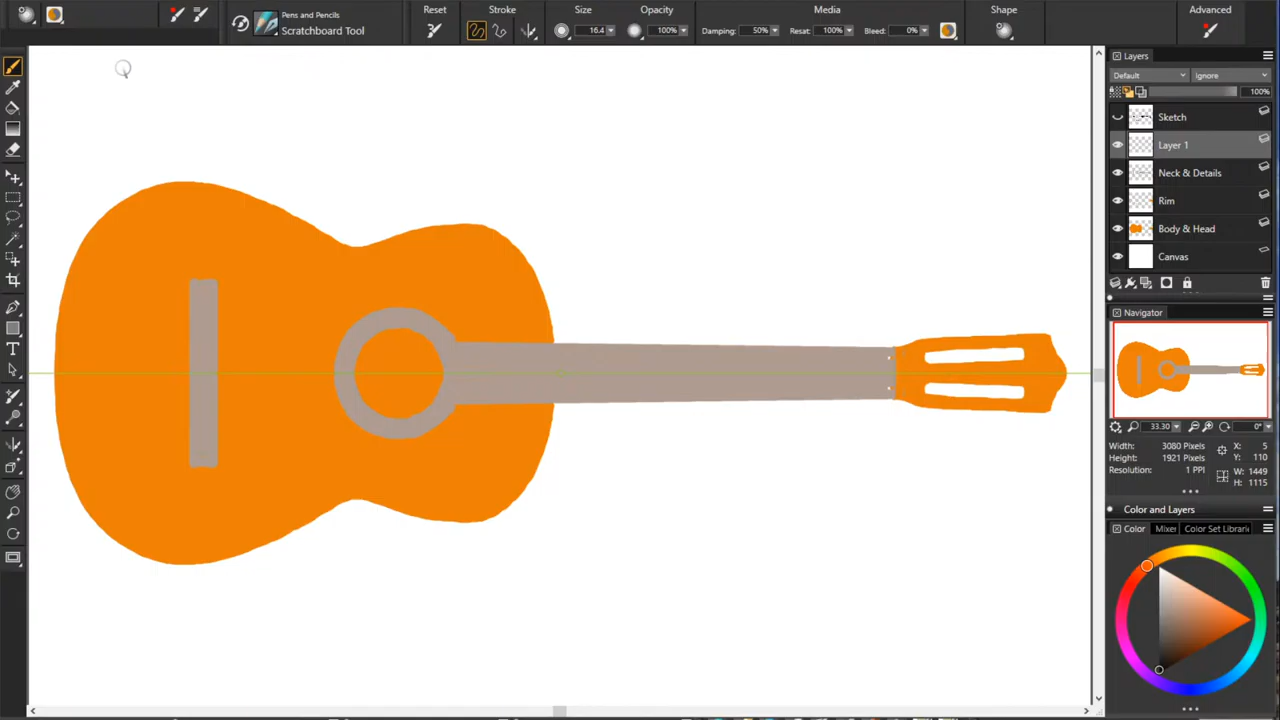 Reset Stroke Size Opacity Media Shape Advanced
Pens and Pencils
Scratchboard Tool
16.4 100% Damping: 50% Resat: 100% Bleed: 0%
Layers
Default Ignore
100%
Sketch
Layer 1
Neck & Details
Rim
Body & Head
Canvas
Navigator
33.30 0°
Width: 3080 Pixels X: 5
Height: 1921 Pixels Y: 110
Resolution: 1 PPI W: 1449
H: 1115
Color and Layers
Color Mixer Color Set Librarie
T